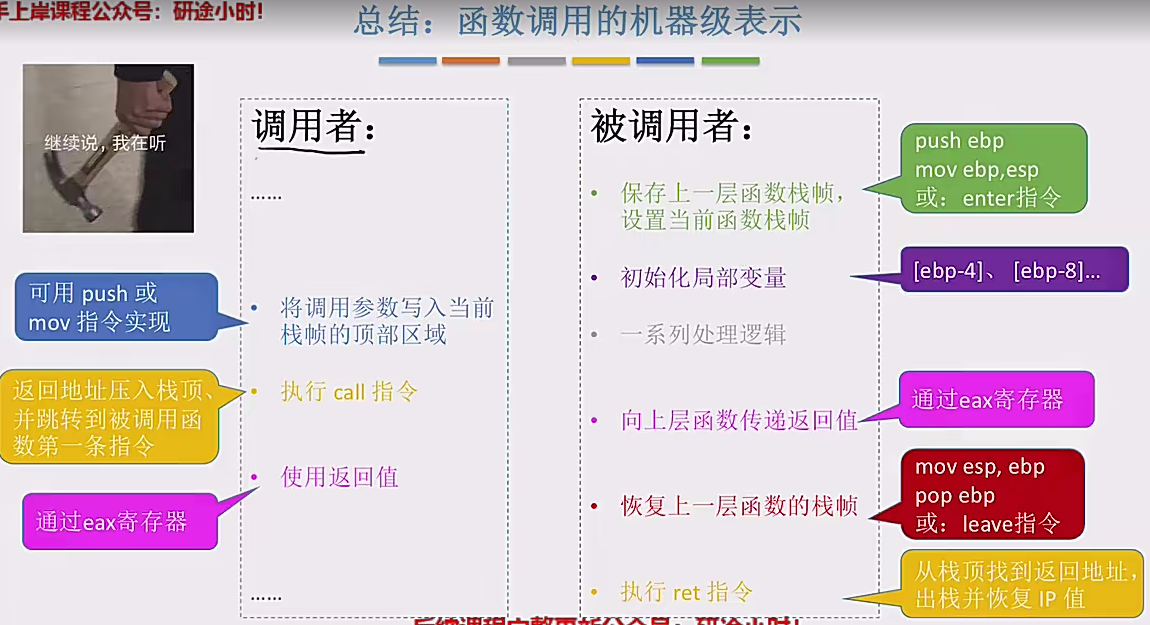 手上岸课程公众号：研途小时!
总结：函数调用的机器级表示
继续说，我在听
调用者：
……
可用 push 或
mov 指令实现
将调用参数写入当前
栈帧的顶部区域
返回地址压入栈顶、
并跳转到被调用函
数第一条指令
执行 call 指令
使用返回值
通过eax寄存器
……
被调用者：
保存上一层函数栈帧，
设置当前函数栈帧
push ebp
mov ebp,esp
或：enter指令
初始化局部变量
[ebp-4]、 [ebp-8]...
一系列处理逻辑
向上层函数传递返回值
通过eax寄存器
恢复上一层函数的栈帧
mov esp, ebp
pop ebp
或：leave指令
执行 ret 指令
从栈顶找到返回地址，
出栈并恢复 IP 值